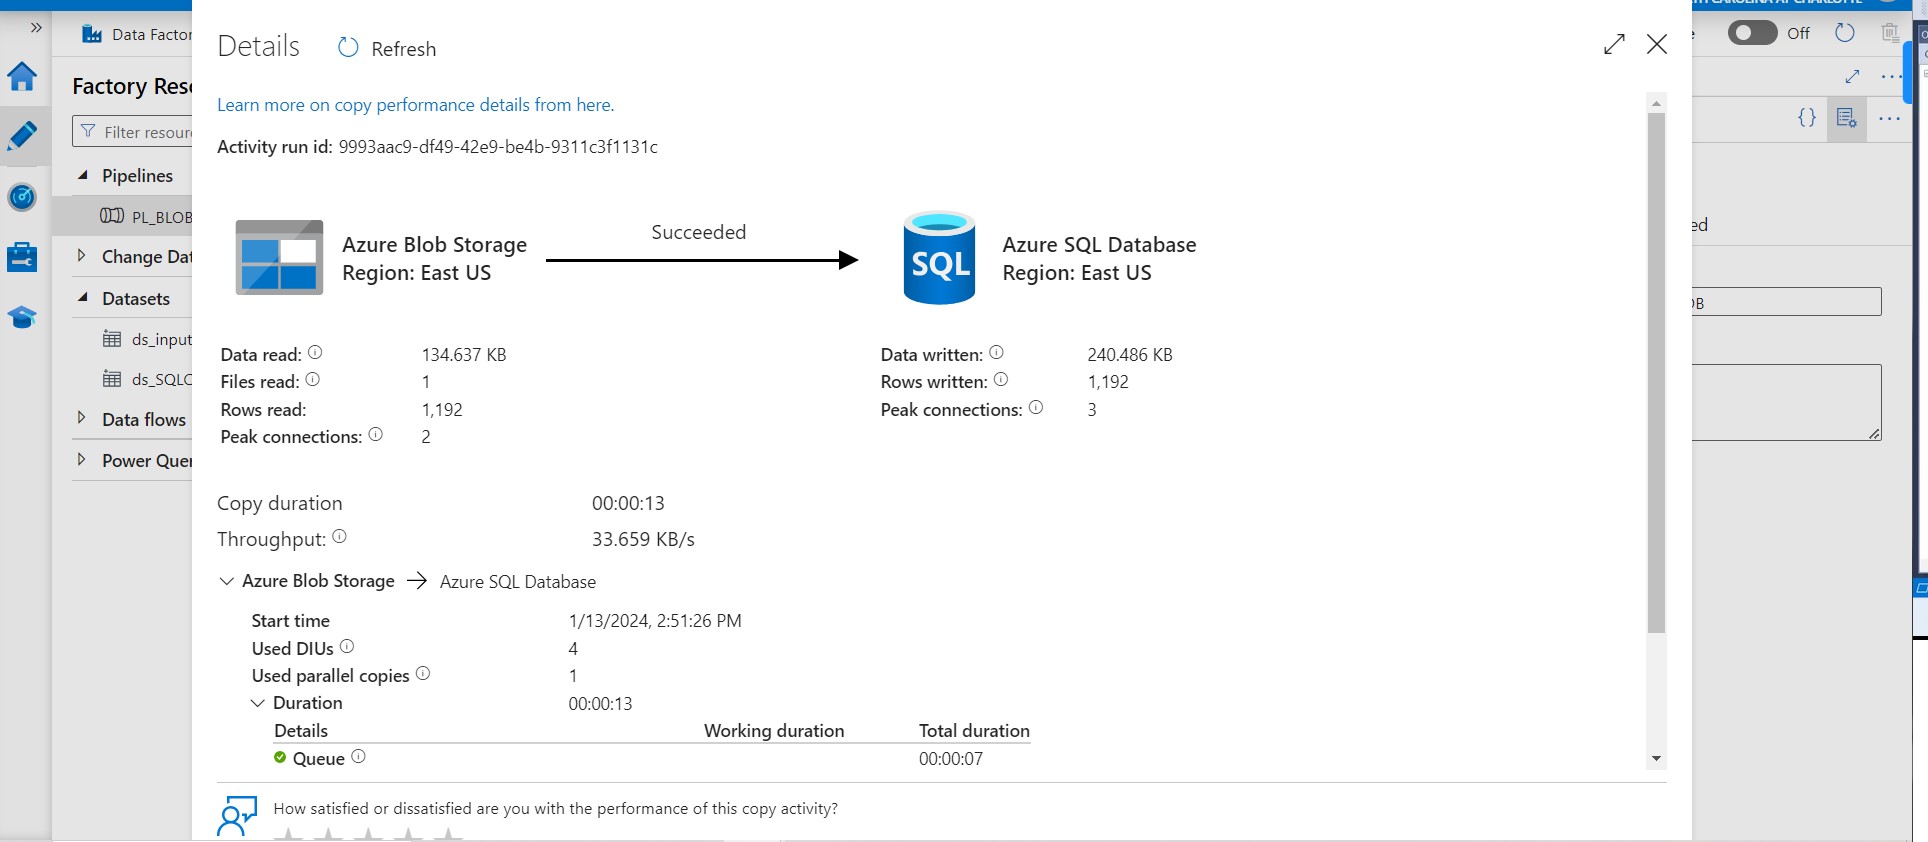 TH CAROLINA AT CHARLOTTE
Data Factor
Off
Factory Res
Filter resour
Pipelines
PL_BLOB
Change Dat
Datasets
ds_input
ds_SQLC
Data flows
Power Quer
Details
Refresh
Learn more on copy performance details from here.
Activity run id: 9993aac9-df49-42e9-be4b-9311c3f1131c
Azure Blob Storage
Region: East US
Succeeded
SQL
Azure SQL Database
Region: East US
Data read: 134.637 KB
Files read: 1
Rows read: 1,192
Peak connections: 2
Data written: 240.486 KB
Rows written: 1,192
Peak connections: 3
Copy duration 00:00:13
Throughput: 33.659 KB/s
Azure Blob Storage → Azure SQL Database
Start time 1/13/2024, 2:51:26 PM
Used DIUs 4
Used parallel copies 1
Duration 00:00:13
Details Working duration Total duration
Queue 00:00:07
How satisfied or dissatisfied are you with the performance of this copy activity?
{}
ed